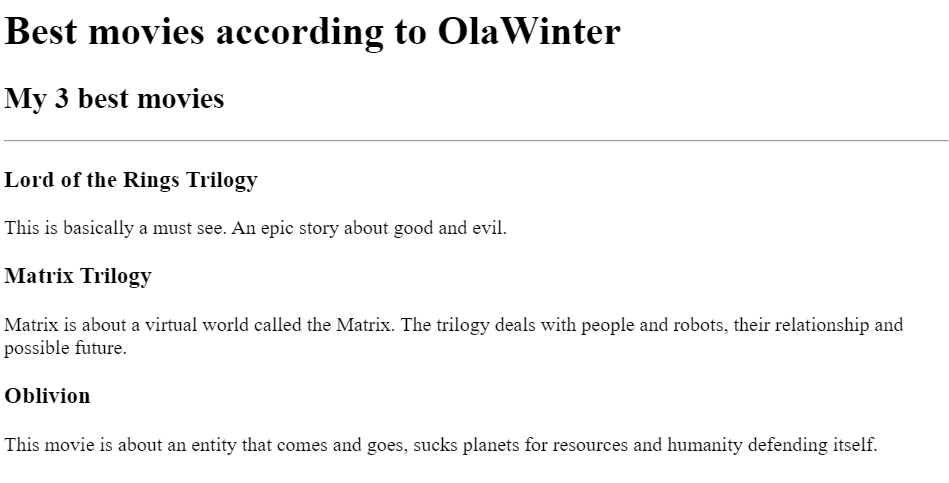 Best movies according to OlaWinter
My 3 best movies
Lord of the Rings Trilogy
This is basically a must see. An epic story about good and evil.
Matrix Trilogy
Matrix is about a virtual world called the Matrix. The trilogy deals with people and robots, their relationship and
possible future.
Oblivion
This movie is about an entity that comes and goes, sucks planets for resources and humanity defending itself.